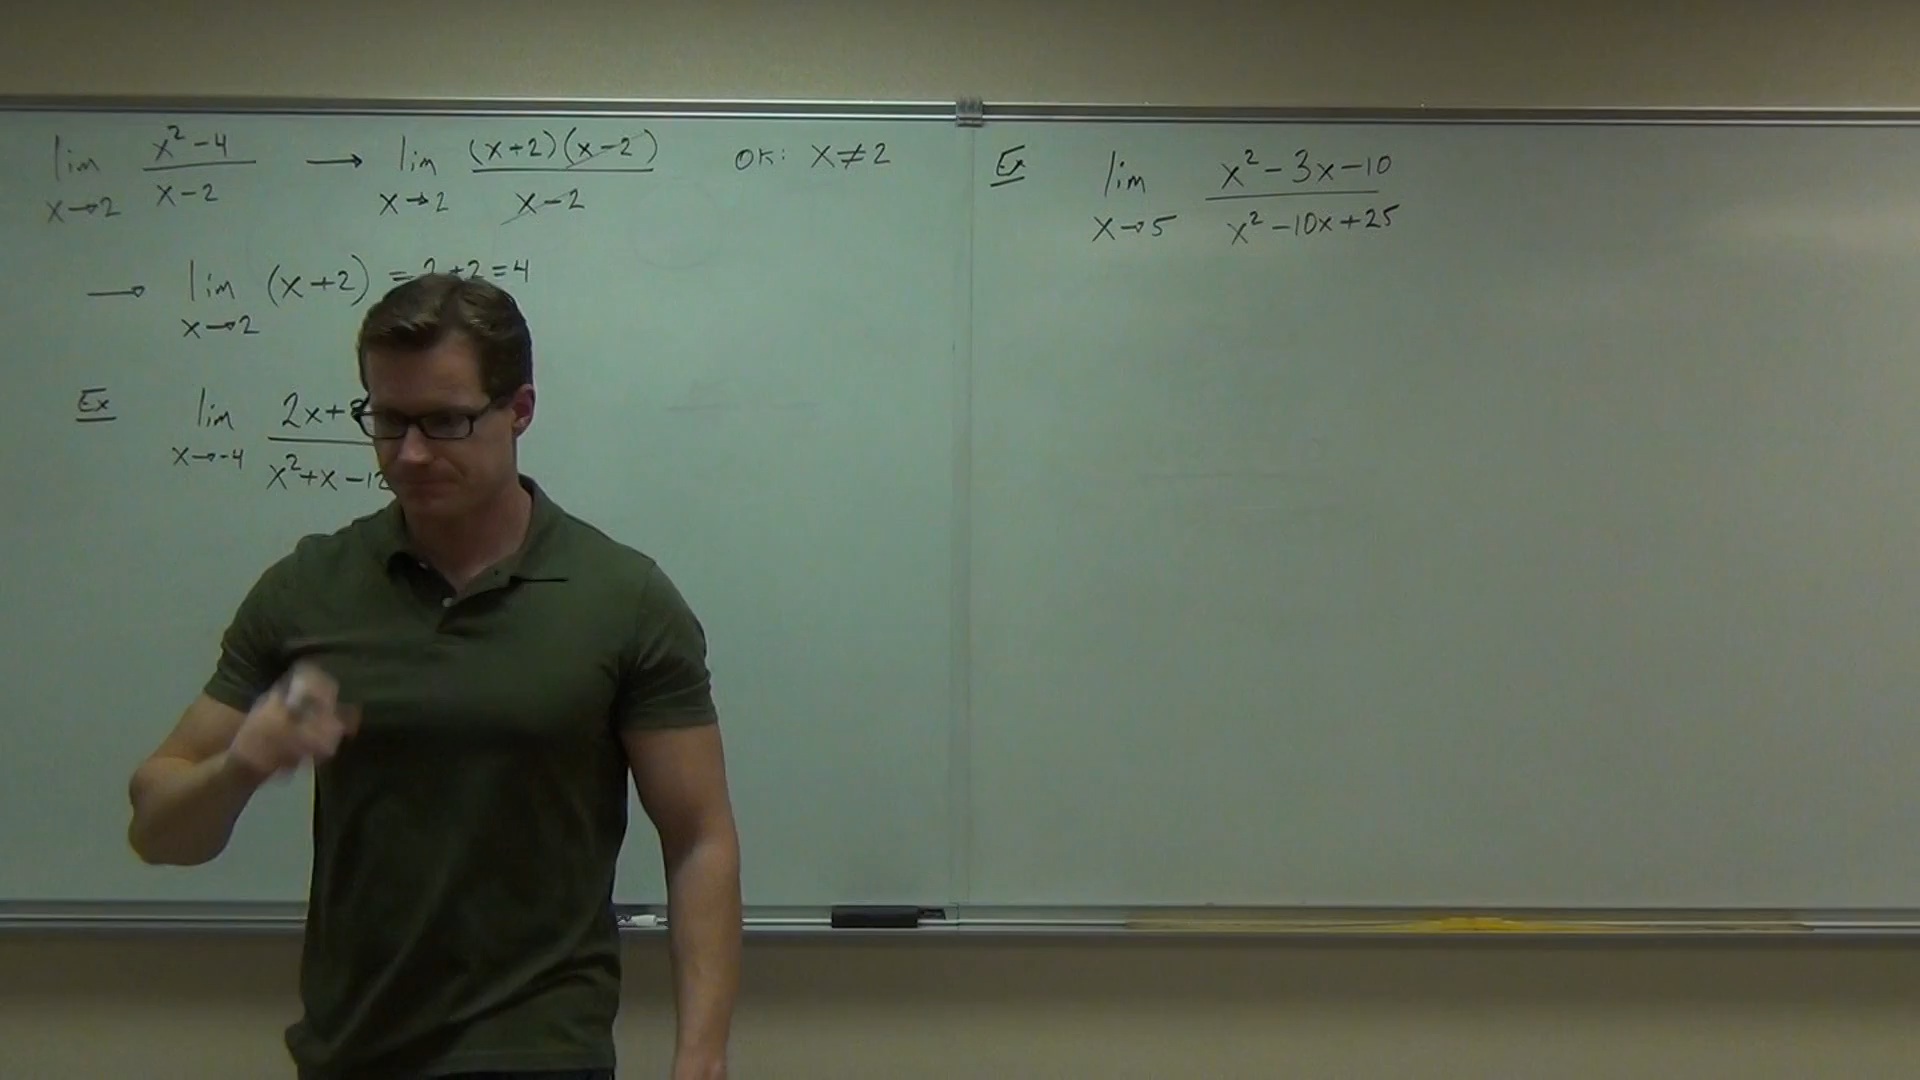 lim x→2 x²-4 / x-2 → lim x→2 (x+2)(x-2) / x-2 OK: x≠2
→ lim x→2 (x+2) = 2+2=4
Ex lim x→-4 2x+8 / x²+x-12
Ex lim x→5 x²-3x-10 / x²-10x+25